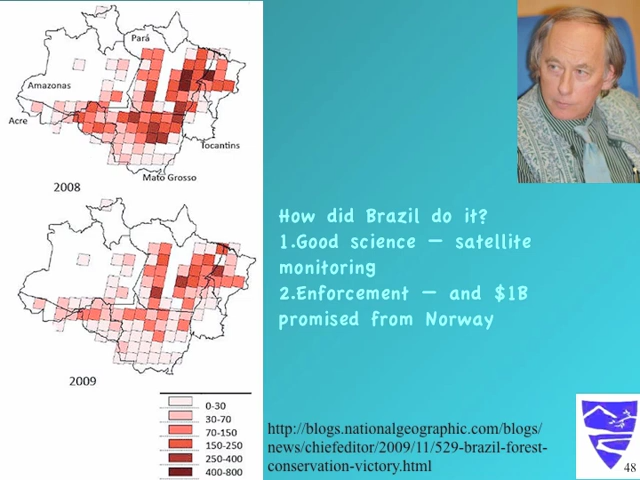 Pará
Amazonas
Acre
Tocantins
Mato Grosso
2008
2009
0-30
30-70
70-150
150-250
250-400
400-800
How did Brazil do it?
1.Good science – satellite
monitoring
2.Enforcement – and $1B
promised from Norway
http://blogs.nationalgeographic.com/blogs/
news/chiefeditor/2009/11/529-brazil-forest-
conservation-victory.html
48